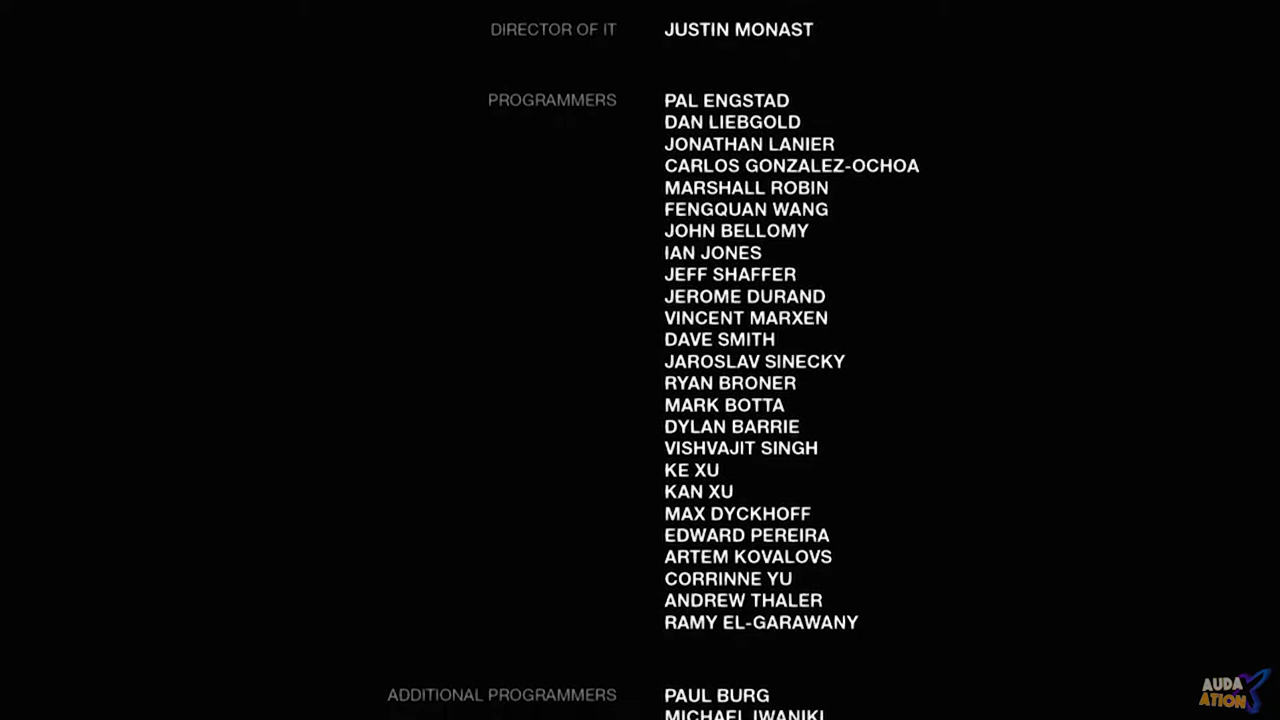 DIRECTOR OF IT JUSTIN MONAST
PROGRAMMERS PAL ENGSTAD
DAN LIEBGOLD
JONATHAN LANIER
CARLOS GONZALEZ-OCHOA
MARSHALL ROBIN
FENGQUAN WANG
JOHN BELLOMY
IAN JONES
JEFF SHAFFER
JEROME DURAND
VINCENT MARXEN
DAVE SMITH
JAROSLAV SINECKY
RYAN BRONER
MARK BOTTA
DYLAN BARRIE
VISHVAJIT SINGH
KE XU
KAN XU
MAX DYCKHOFF
EDWARD PEREIRA
ARTEM KOVALOVS
CORRINNE YU
ANDREW THALER
RAMY EL-GARAWANY
ADDITIONAL PROGRAMMERS PAUL BURG
MICHAEL IWANIKI
AUDA
ATION